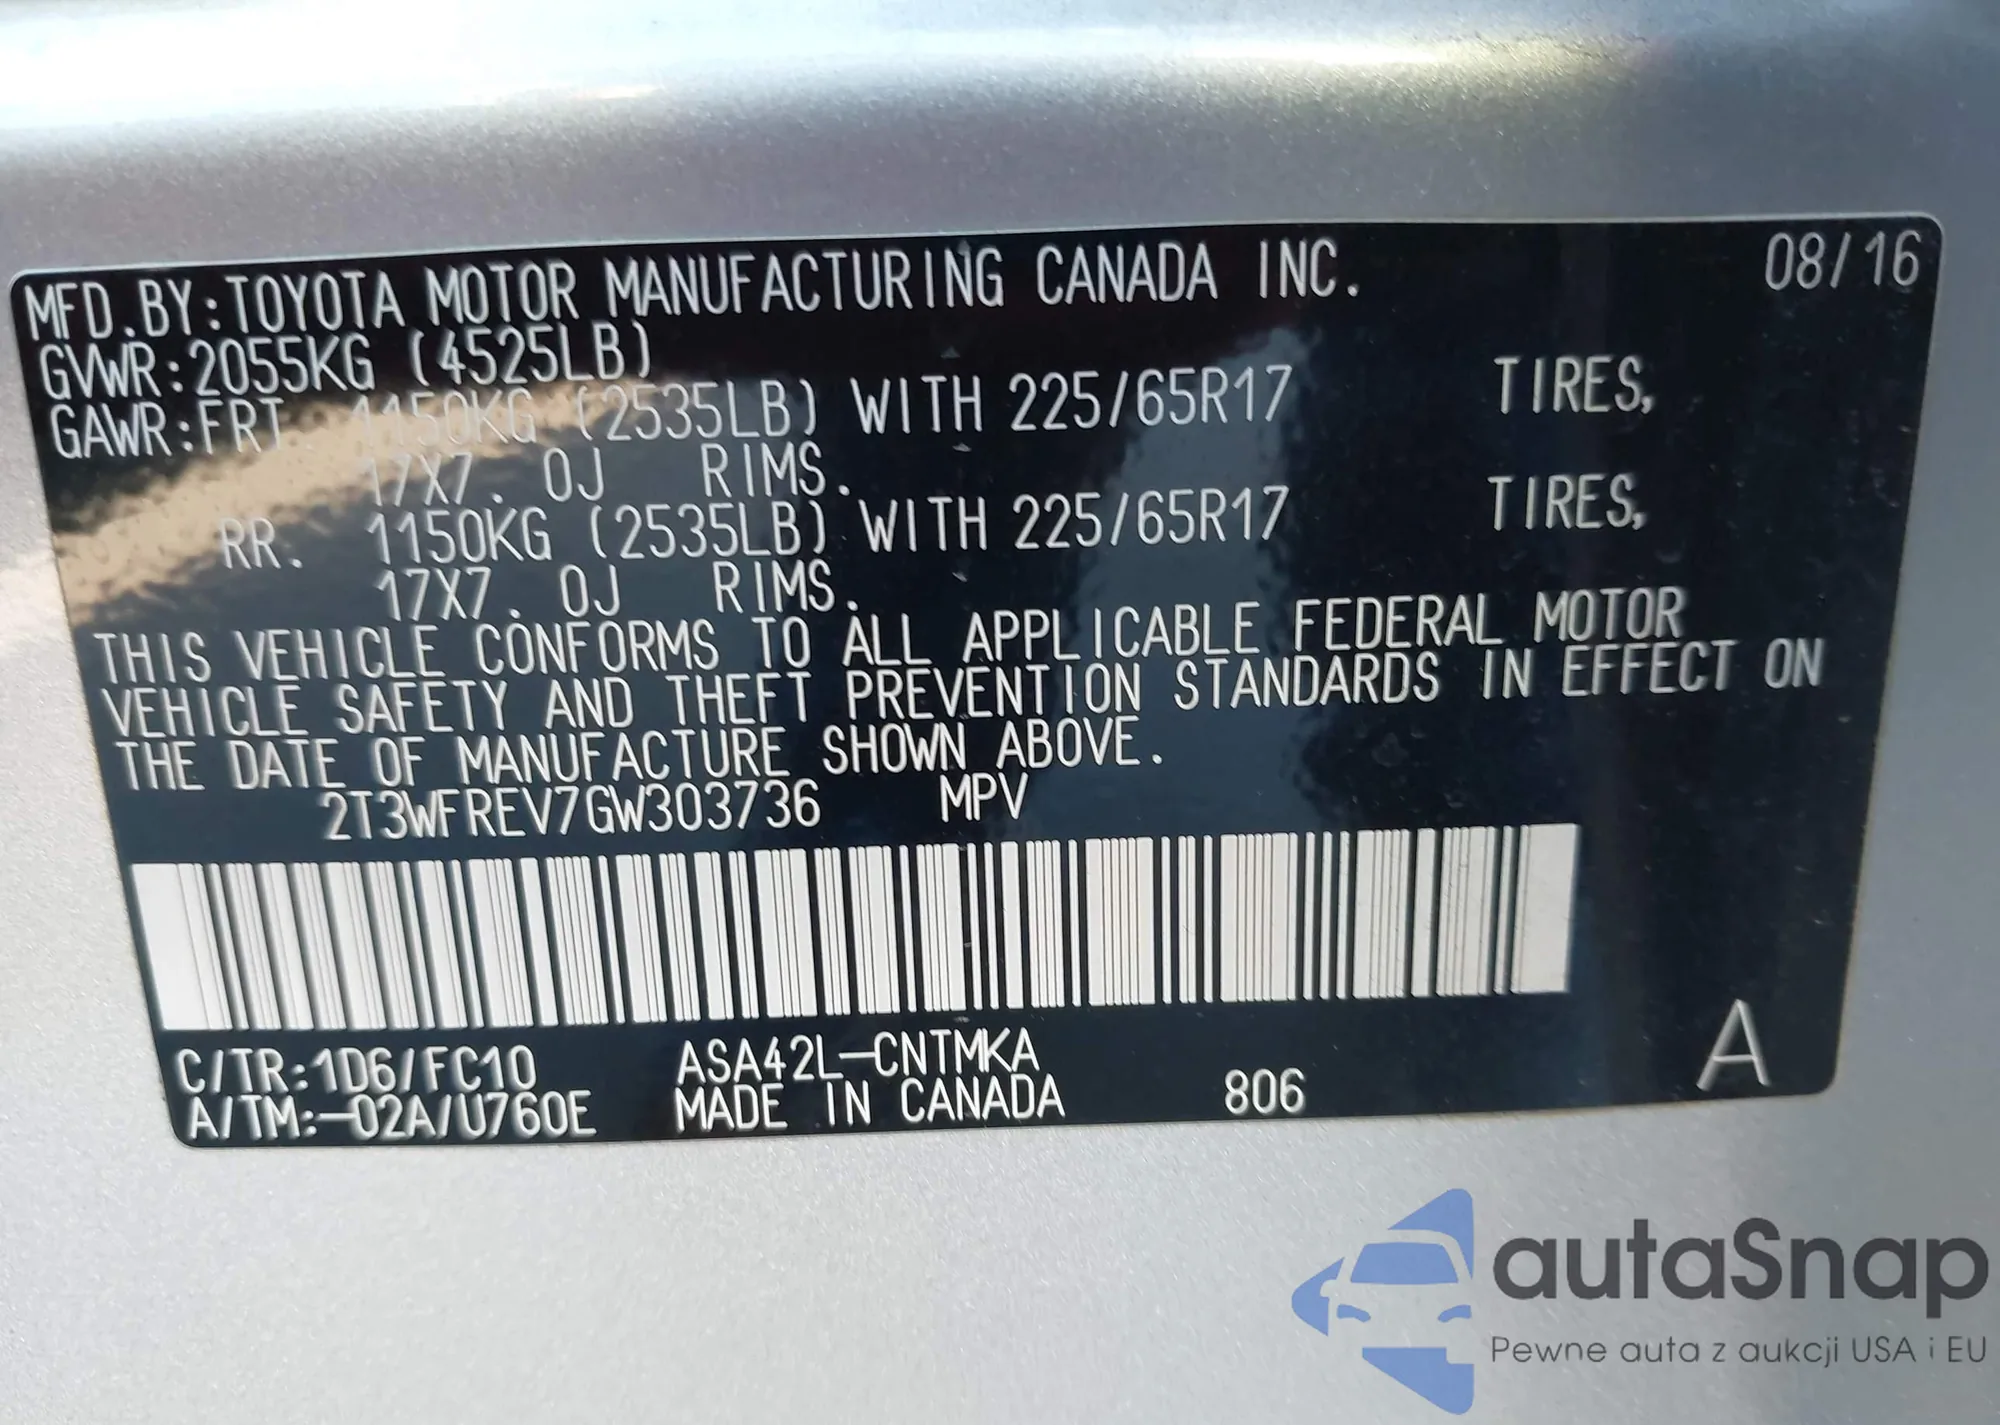 MFD.BY:TOYOTA MOTOR MANUFACTURING CANADA INC. 08/16
GVWR:2055KG (4525LB)
GAWR:FRT. 1150KG (2535LB) WITH 225/65R17 TIRES,
17X7.0J RIMS.
RR. 1150KG (2535LB) WITH 225/65R17 TIRES,
17X7.0J RIMS.
THIS VEHICLE CONFORMS TO ALL APPLICABLE FEDERAL MOTOR
VEHICLE SAFETY AND THEFT PREVENTION STANDARDS IN EFFECT ON
THE DATE OF MANUFACTURE SHOWN ABOVE.
2T3WFREV7GW303736 MPV
C/TR:1D6/FC10 ASA42L-CNTMKA
A/TM:-02A/U760E MADE IN CANADA 806 A
autaSnap
Pewne auta z aukcji USA i EU